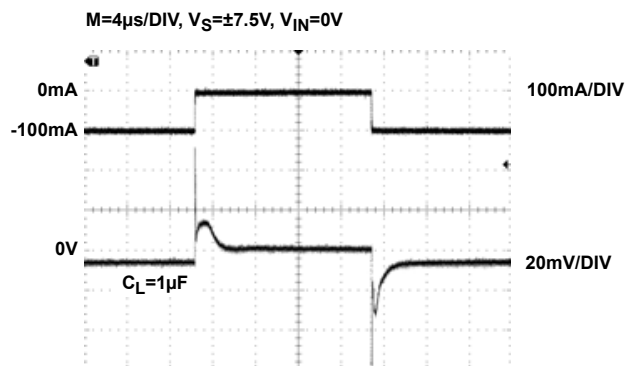 M=4µs/DIV, VS=±7.5V, VIN=0V
T
0mA
100mA/DIV
-100mA
0V
20mV/DIV
CL=1µF